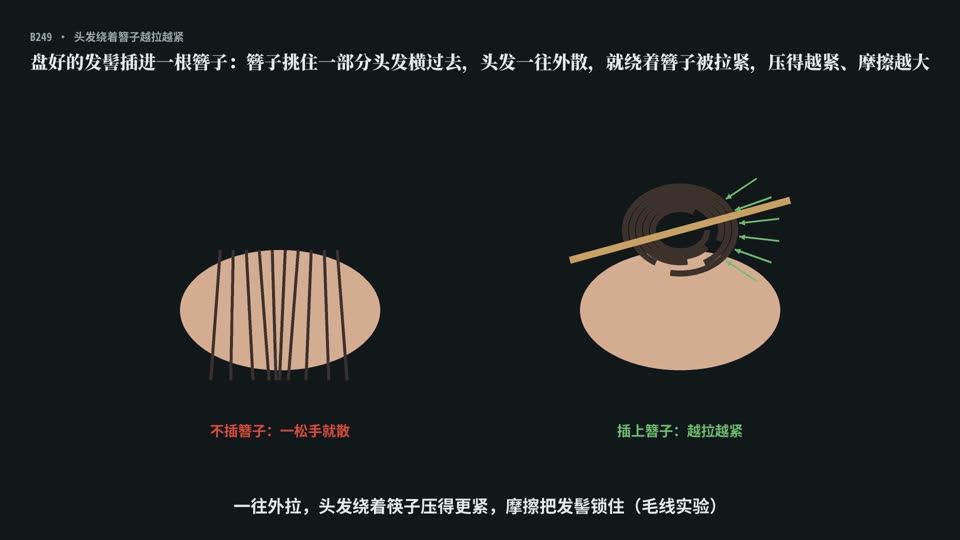 B249 · 头发绕着簪子越拉越紧
盘好的发髻插进一根簪子：簪子挑住一部分头发横过去，头发一往外散，就绕着簪子被拉紧，压得越紧、摩擦越大
不插簪子：一松手就散
插上簪子：越拉越紧
一往外拉，头发绕着筷子压得更紧，摩擦把发髻锁住（毛线实验）